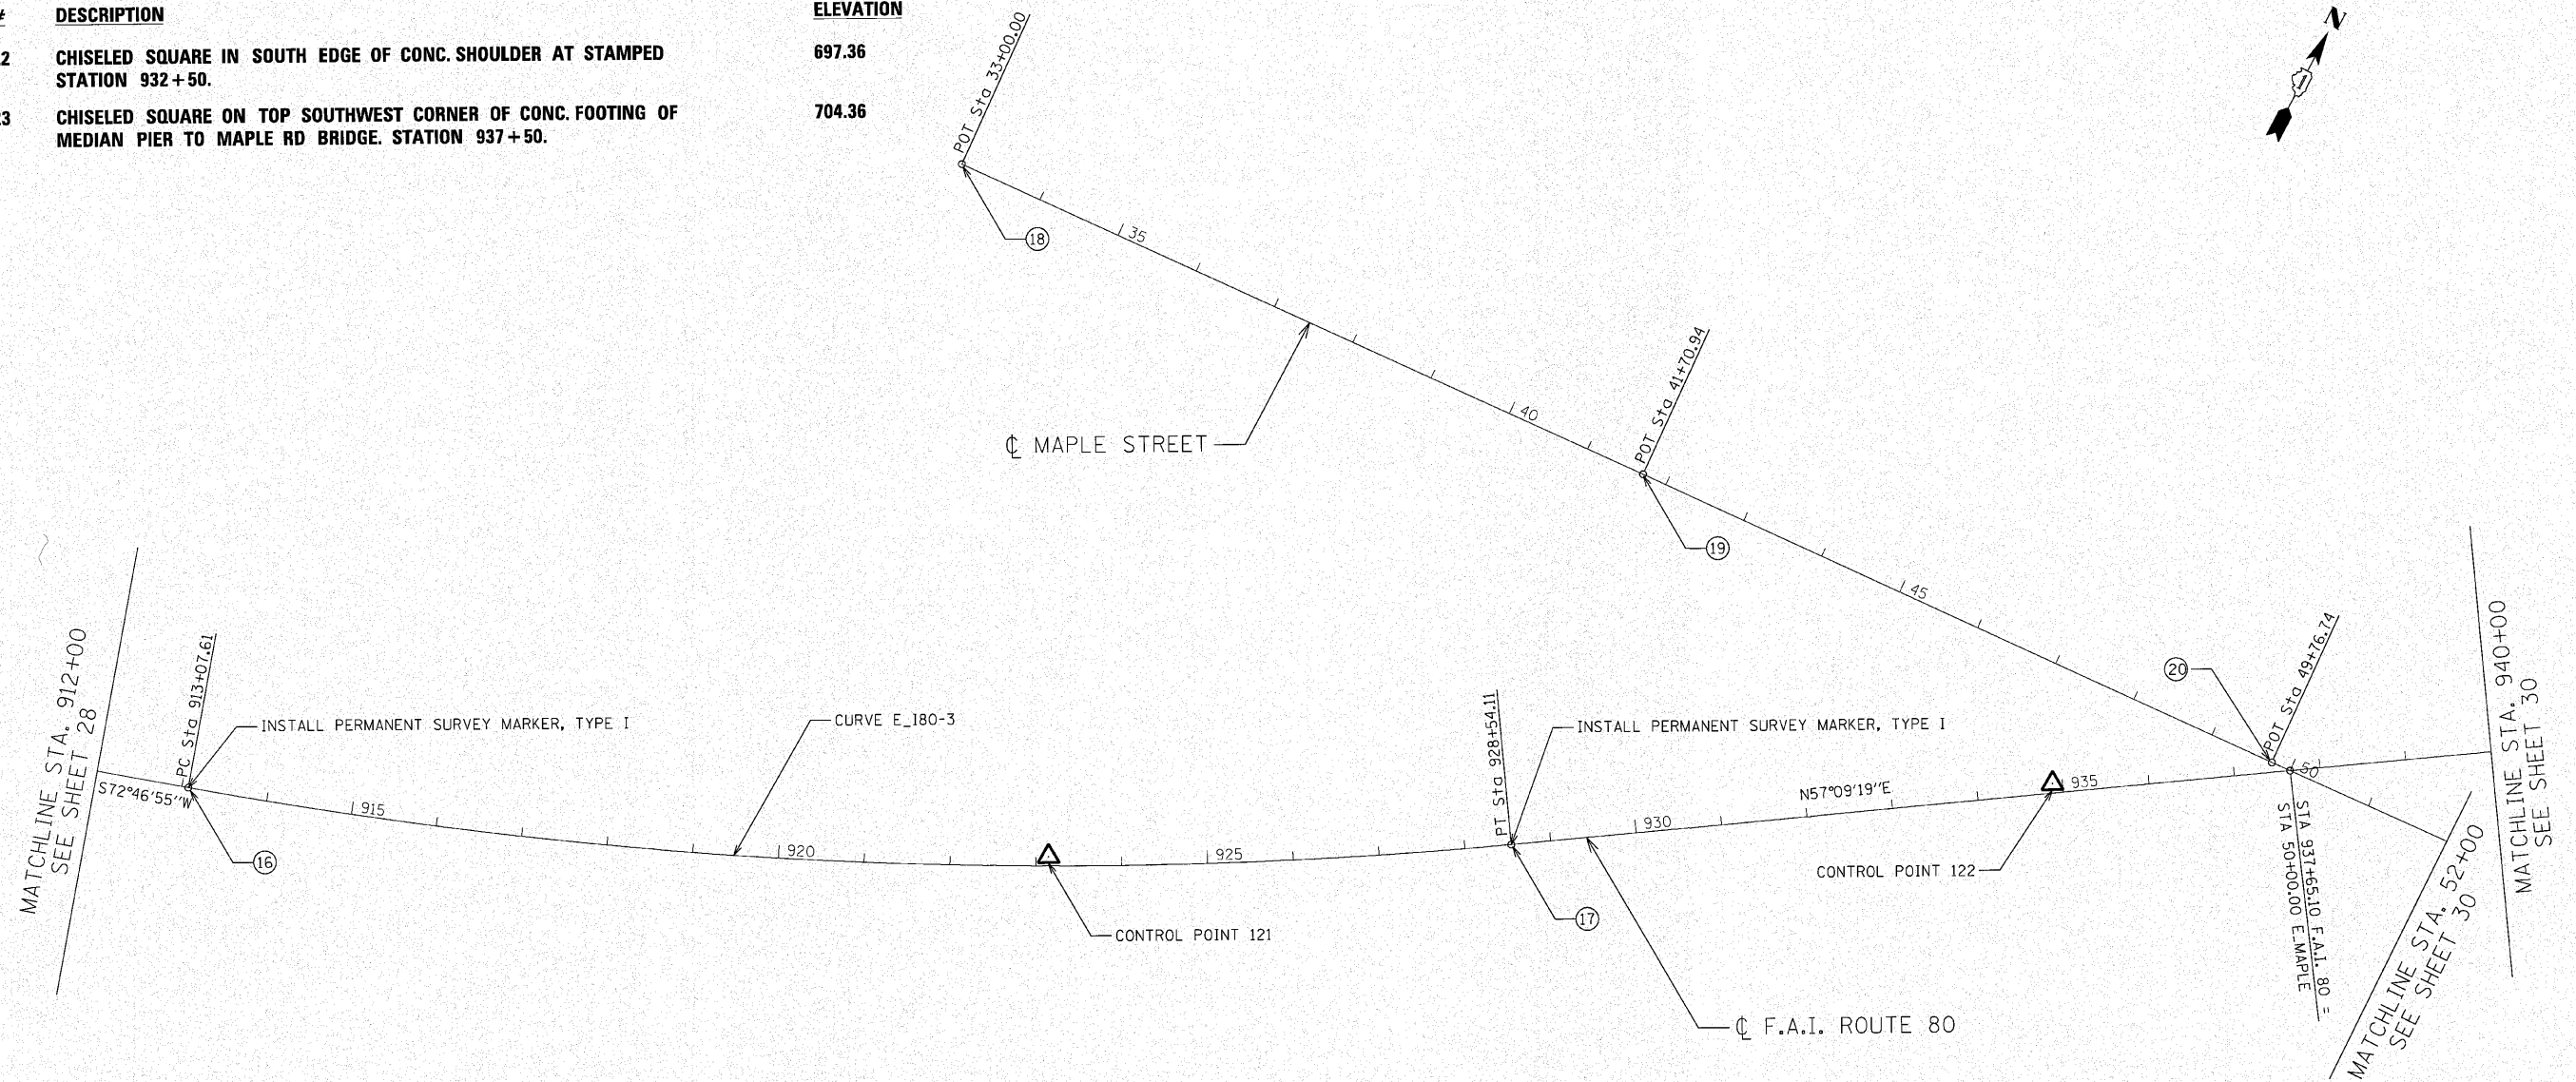 DESCRIPTION ELEVATION
2 CHISELED SQUARE IN SOUTH EDGE OF CONC. SHOULDER AT STAMPED 697.36
STATION 932+50.
23 CHISELED SQUARE ON TOP SOUTHWEST CORNER OF CONC. FOOTING OF 704.36
MEDIAN PIER TO MAPLE RD BRIDGE. STATION 937+50.
N
POT Sta 33+00.00
18
35
℄ MAPLE STREET
40
POT Sta 41+70.94
19
45
20
POT Sta 49+76.74
50
MATCHLINE STA. 912+00
SEE SHEET 28
S72°46'55"W
PC Sta 913+07.61
INSTALL PERMANENT SURVEY MARKER, TYPE I
16
915
CURVE E_I80-3
920
CONTROL POINT 121
925
PT Sta 928+54.11
INSTALL PERMANENT SURVEY MARKER, TYPE I
17
930
N57°09'19"E
CONTROL POINT 122
935
℄ F.A.I. ROUTE 80
STA 937+65.10 F.A.I. 80 =
STA 50+00.00 E_MAPLE
MATCHLINE STA. 52+00
SEE SHEET 30
MATCHLINE STA. 940+00
SEE SHEET 30